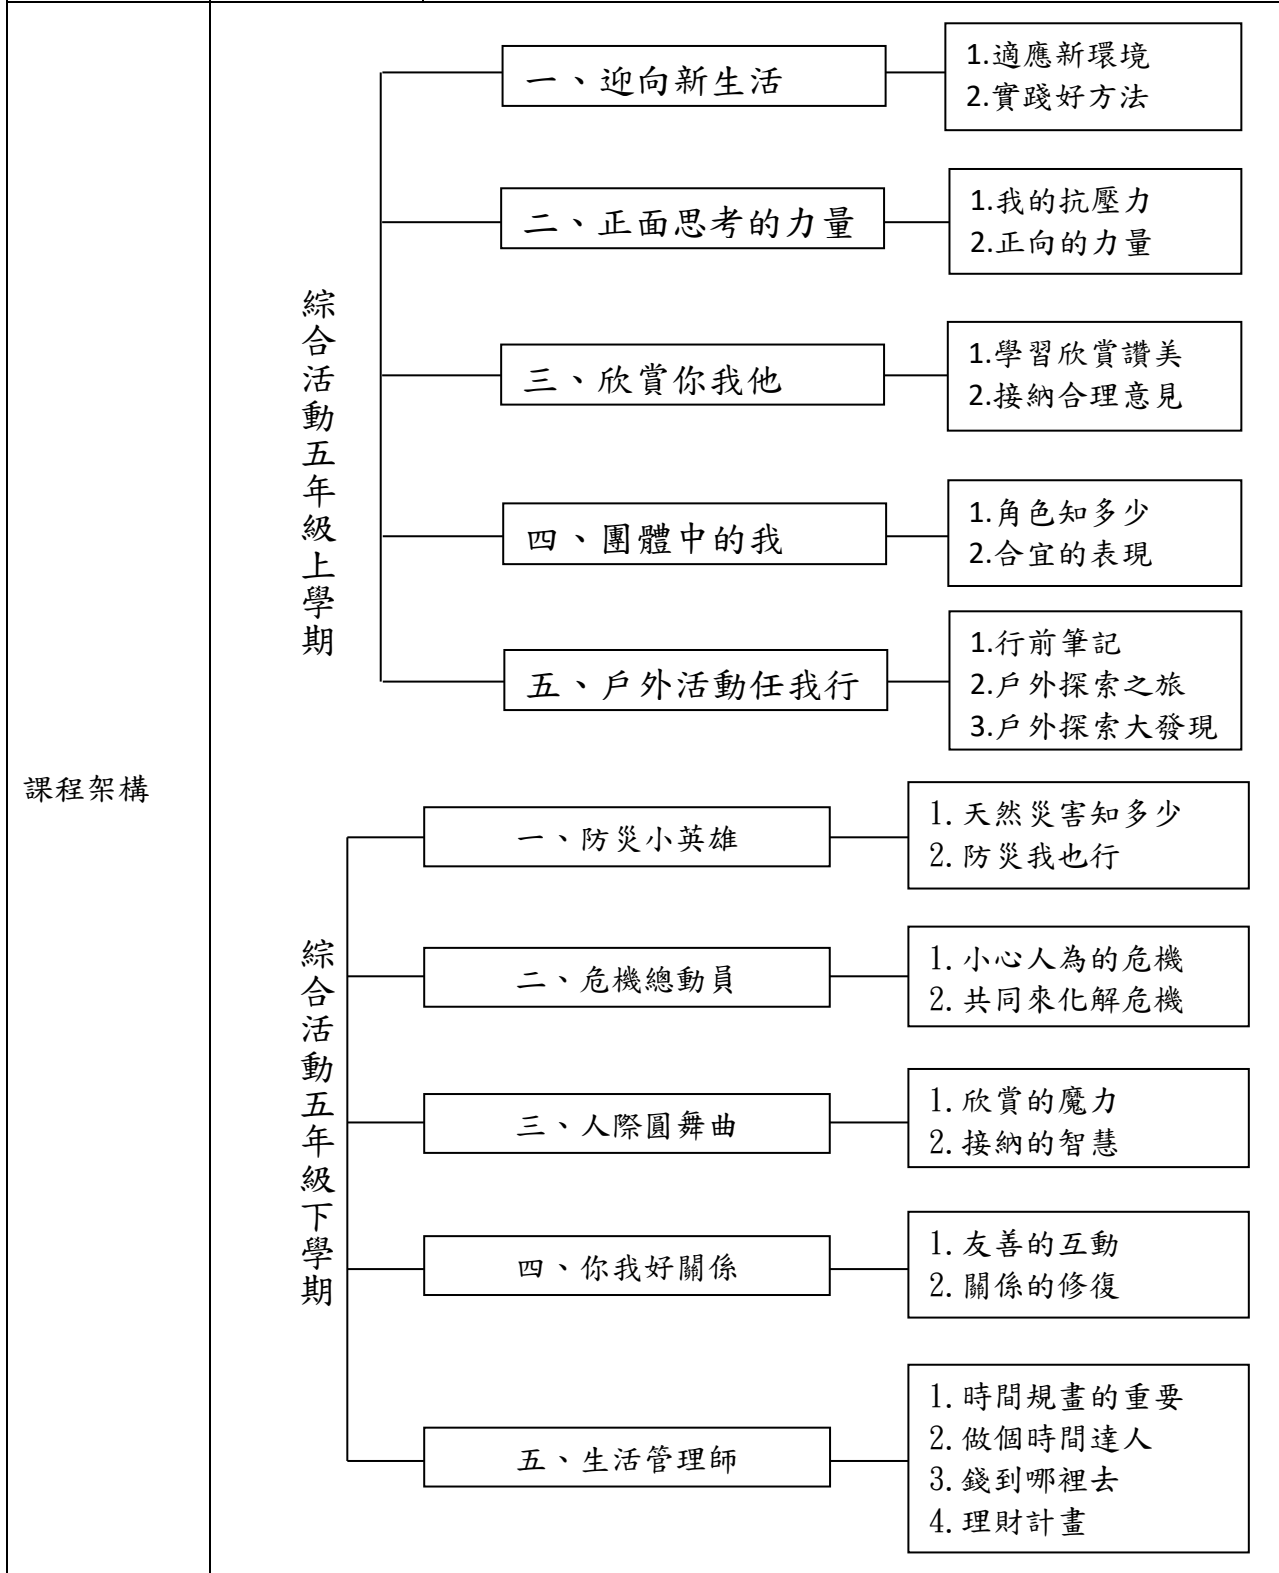 課程架構
綜合活動五年級上學期
一、迎向新生活
1.適應新環境
2.實踐好方法
二、正面思考的力量
1.我的抗壓力
2.正向的力量
三、欣賞你我他
1.學習欣賞讚美
2.接納合理意見
四、團體中的我
1.角色知多少
2.合宜的表現
五、戶外活動任我行
1.行前筆記
2.戶外探索之旅
3.戶外探索大發現
綜合活動五年級下學期
一、防災小英雄
1.天然災害知多少
2.防災我也行
二、危機總動員
1.小心人為的危機
2.共同來化解危機
三、人際圓舞曲
1.欣賞的魔力
2.接納的智慧
四、你我好關係
1.友善的互動
2.關係的修復
五、生活管理師
1.時間規畫的重要
2.做個時間達人
3.錢到哪裡去
4.理財計畫